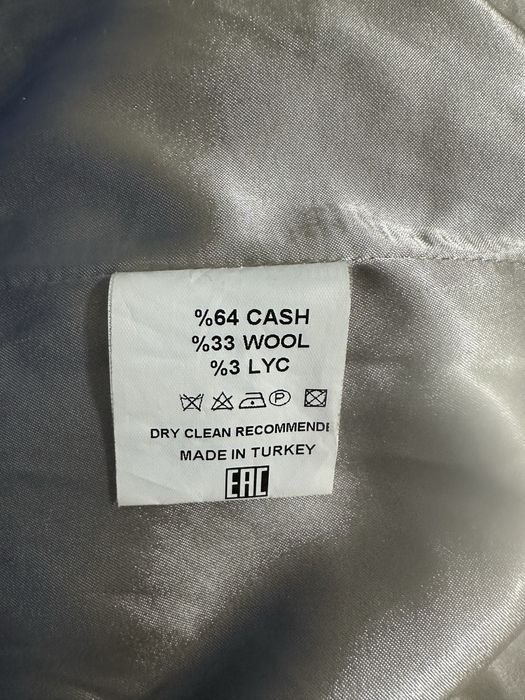 %64 CASH
%33 WOOL
%3 LYC
P
DRY CLEAN RECOMMENDE
MADE IN TURKEY
EAC